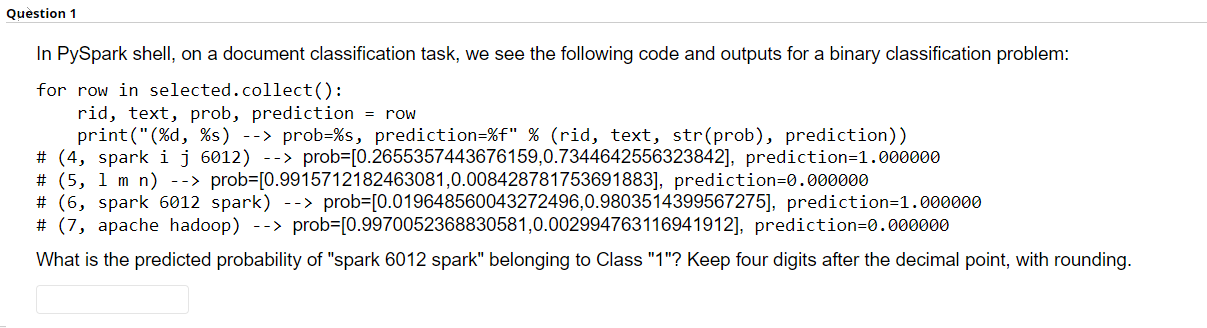 Question 1
In PySpark shell, on a document classification task, we see the following code and outputs for a binary classification problem:
for row in selected.collect():
    rid, text, prob, prediction = row
    print("(%d, %s) --> prob=%s, prediction=%f" % (rid, text, str(prob), prediction))
# (4, spark i j 6012) --> prob=[0.2655357443676159,0.7344642556323842], prediction=1.000000
# (5, l m n) --> prob=[0.9915712182463081,0.008428781753691883], prediction=0.000000
# (6, spark 6012 spark) --> prob=[0.019648560043272496,0.9803514399567275], prediction=1.000000
# (7, apache hadoop) --> prob=[0.9970052368830581,0.002994763116941912], prediction=0.000000
What is the predicted probability of "spark 6012 spark" belonging to Class "1"? Keep four digits after the decimal point, with rounding.